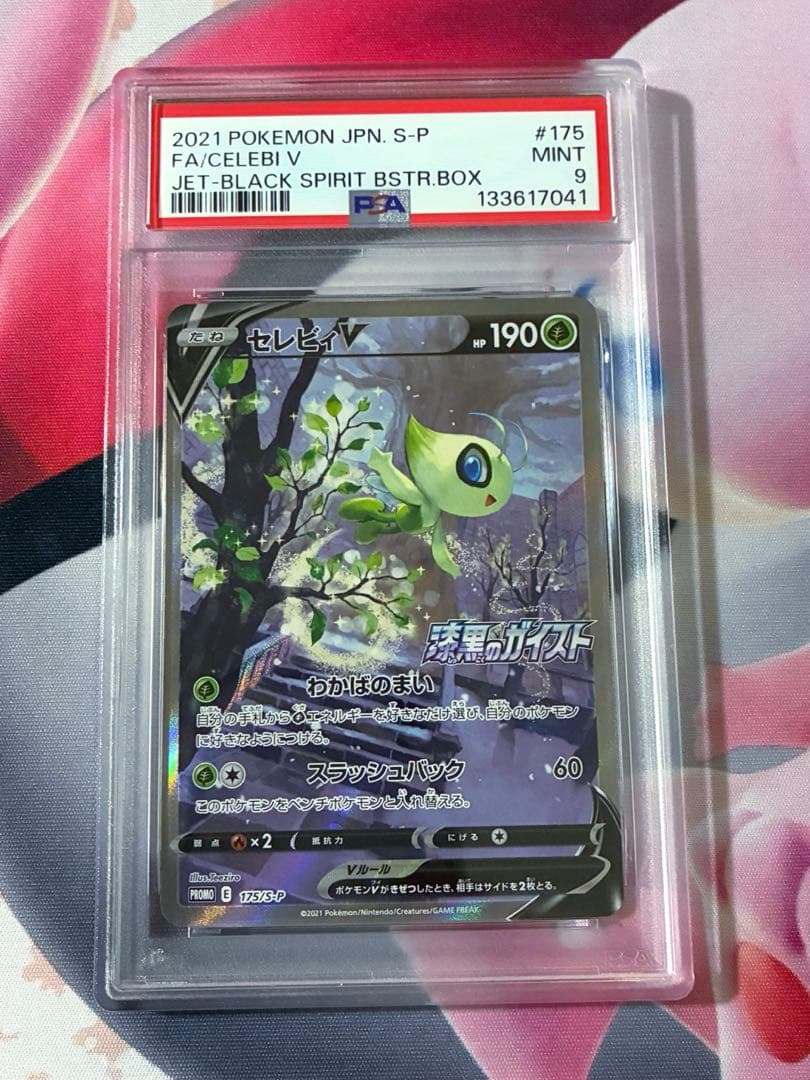 2021 POKEMON JPN. S-P #175
FA/CELEBI V MINT
JET-BLACK SPIRIT BSTR.BOX 9
PSA 133617041
たね セレビィV HP 190
漆黒のガイスト
わかばのまい
自分の手札からエネルギーを好きなだけ選び、自分のポケモン
に好きなようにつける。
スラッシュバック 60
このポケモンをベンチポケモンと入れ替える。
弱点 ×2 抵抗力 にげる
Vルール
ポケモンVがきぜつしたとき、相手はサイドを2枚とる。
Illus.Teeziro
PROMO E 175/S-P
©2021 Pokémon/Nintendo/Creatures/GAME FREAK.
PSA